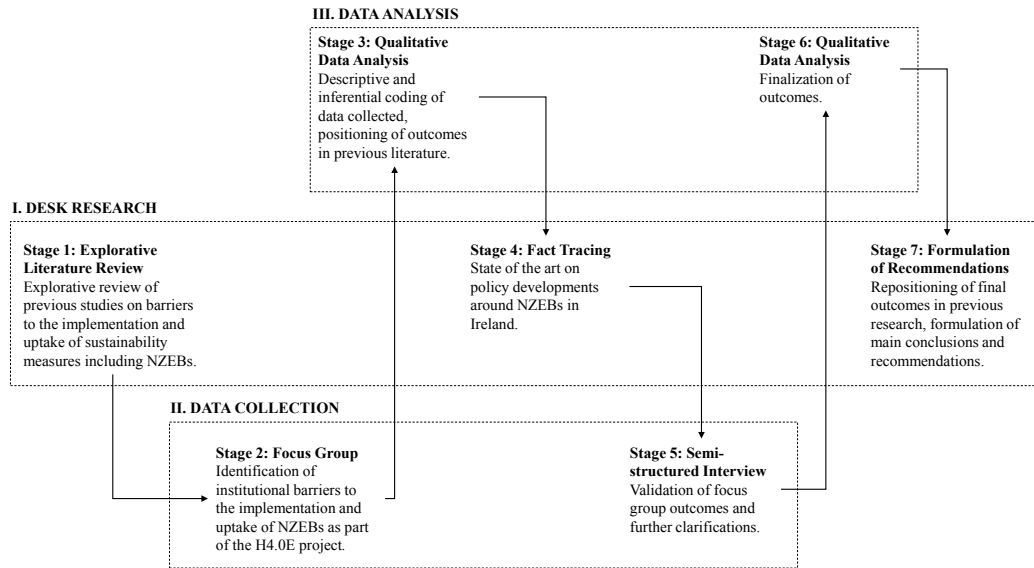 III. DATA ANALYSIS
Stage 3: Qualitative
Data Analysis
Descriptive and
inferential coding of
data collected,
positioning of outcomes
in previous literature.
Stage 6: Qualitative
Data Analysis
Finalization of
outcomes.
I. DESK RESEARCH
Stage 1: Explorative
Literature Review
Explorative review of
previous studies on barriers
to the implementation and
uptake of sustainability
measures including NZEBs.
Stage 4: Fact Tracing
State of the art on
policy developments
around NZEBs in
Ireland.
Stage 7: Formulation
of Recommendations
Repositioning of final
outcomes in previous
research, formulation of
main conclusions and
recommendations.
II. DATA COLLECTION
Stage 2: Focus Group
Identification of
institutional barriers to
the implementation and
uptake of NZEBs as part
of the H4.0E project.
Stage 5: Semi-
structured Interview
Validation of focus
group outcomes and
further clarifications.